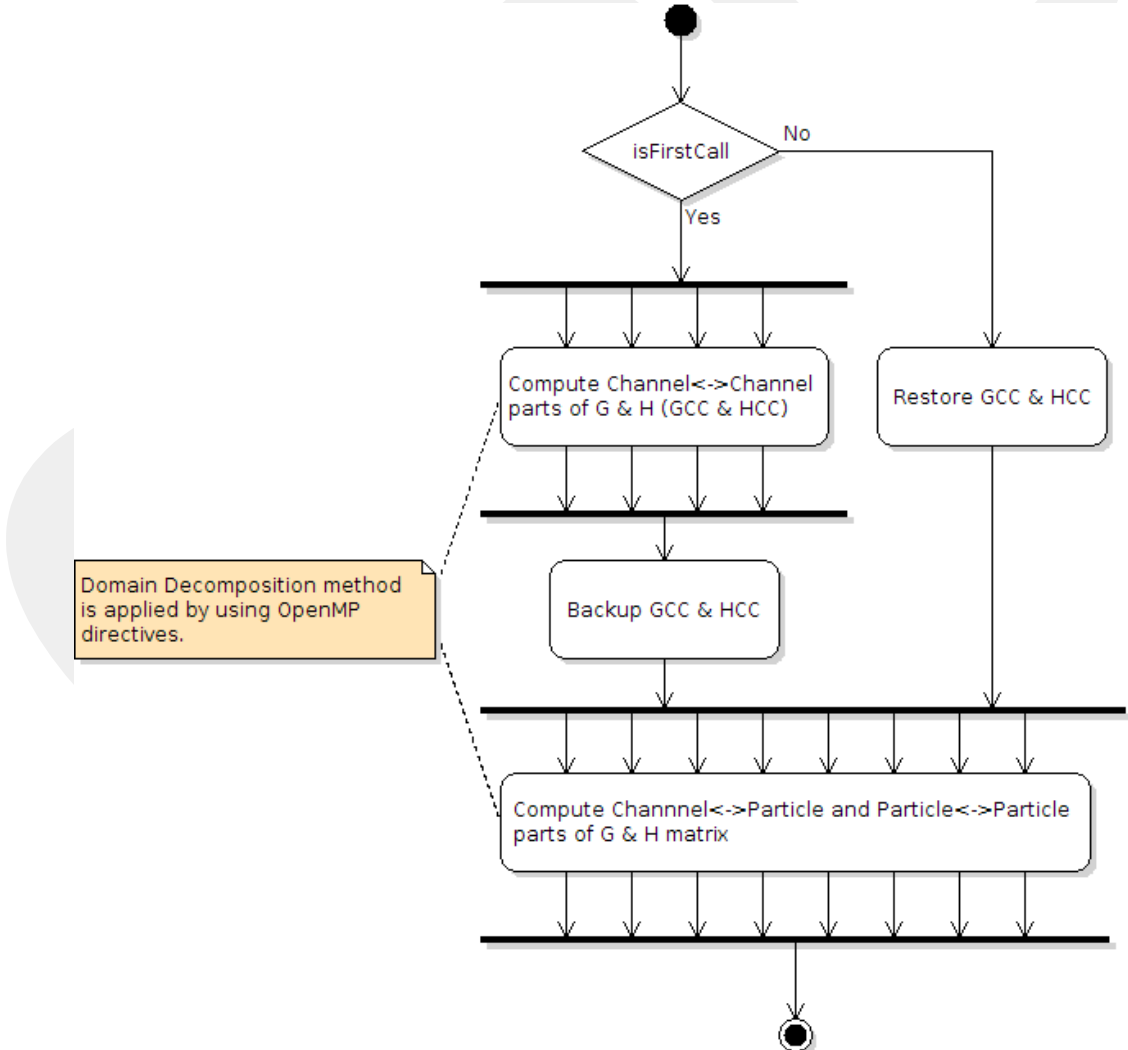 isFirstCall
No
Yes
Compute Channel<->Channel
parts of G & H (GCC & HCC)
Restore GCC & HCC
Domain Decomposition method
is applied by using OpenMP
directives.
Backup GCC & HCC
Compute Channnel<->Particle and Particle<->Particle
parts of G & H matrix